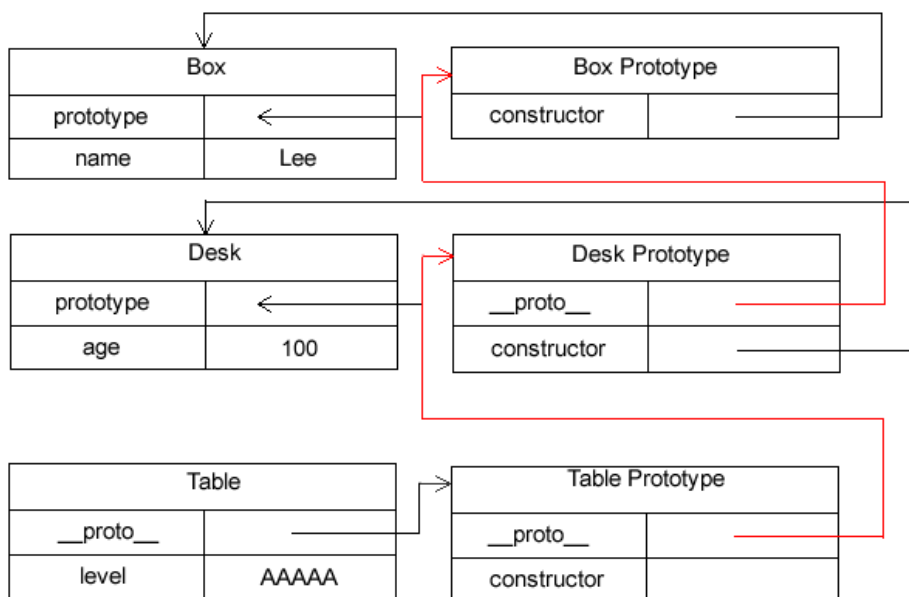 Box
prototype
name Lee
Box Prototype
constructor
Desk
prototype
age 100
Desk Prototype
__proto__
constructor
Table
__proto__
level AAAAA
Table Prototype
__proto__
constructor